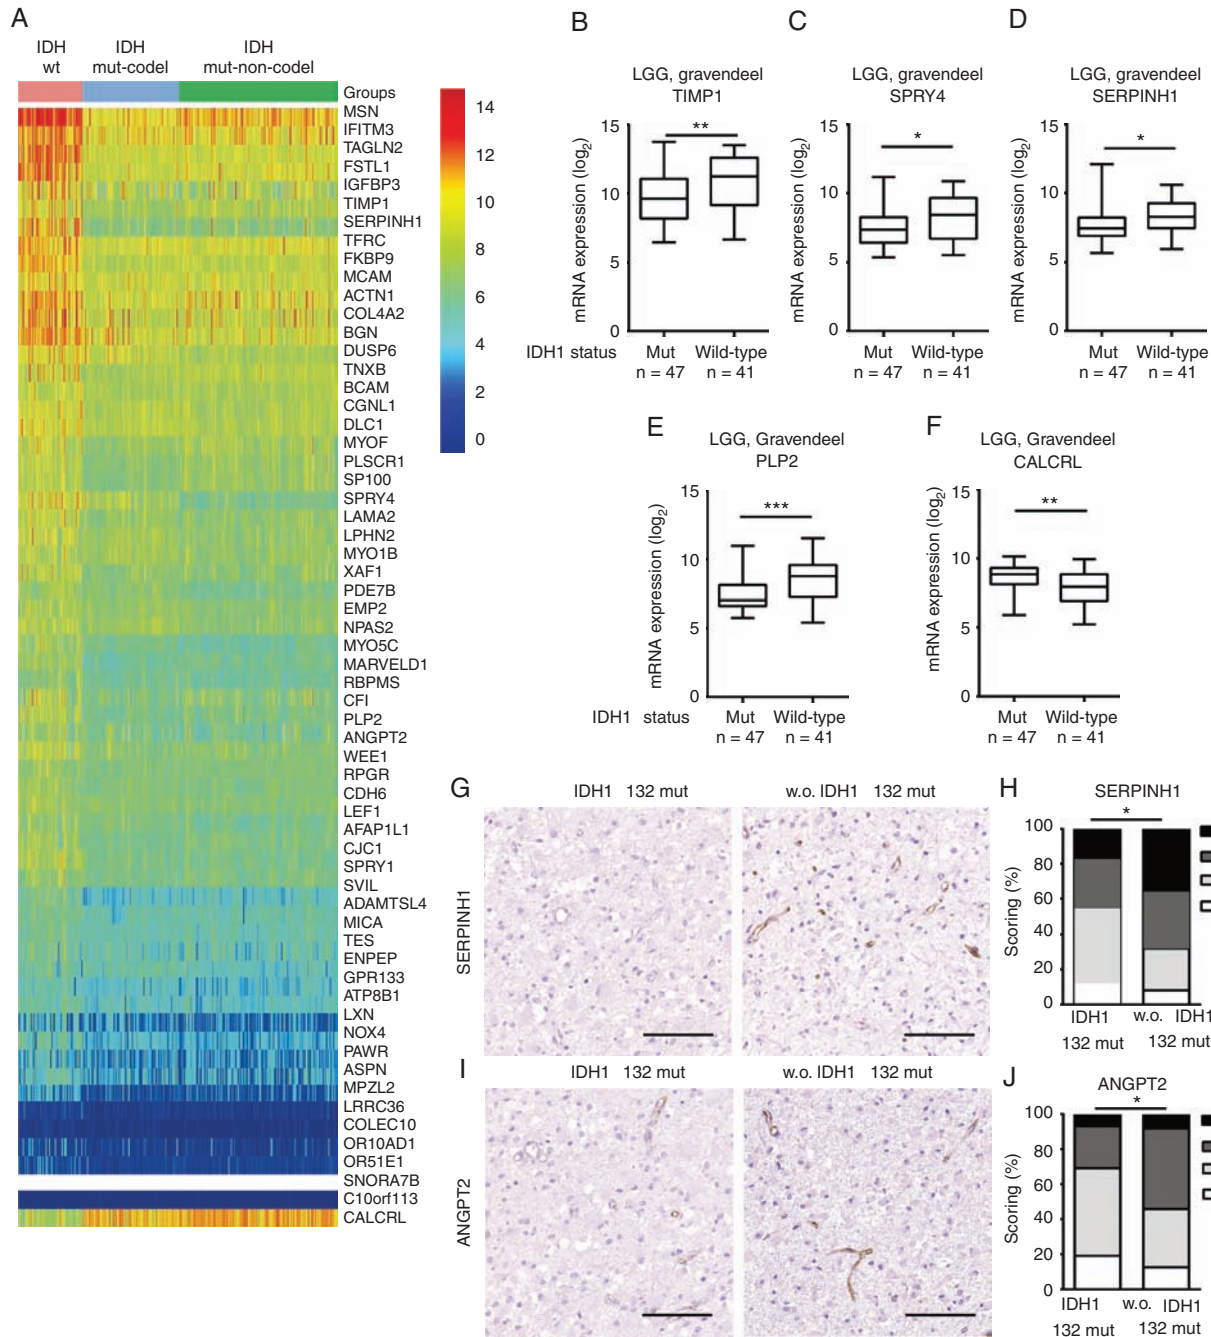 A
IDH
wt
IDH
mut-codel
IDH
mut-non-codel
Groups
MSN
IFITM3
TAGLN2
FSTL1
IGFBP3
TIMP1
SERPINH1
TFRC
FKBP9
MCAM
ACTN1
COL4A2
BGN
DUSP6
TNXB
BCAM
CGNL1
DLC1
MYOF
PLSCR1
SP100
SPRY4
LAMA2
LPHN2
MYO1B
XAF1
PDE7B
EMP2
NPAS2
MYO5C
MARVELD1
RBPMS
CFI
PLP2
ANGPT2
WEE1
RPGR
CDH6
LEF1
AFAP1L1
CJC1
SPRY1
SVIL
ADAMTSL4
MICA
TES
ENPEP
GPR133
ATP8B1
LXN
NOX4
PAWR
ASPN
MPZL2
LRRC36
COLEC10
OR10AD1
OR51E1
SNORA7B
C10orf113
CALCRL
14
12
10
8
6
4
2
0
B
LGG, gravendeel
TIMP1
**
mRNA expression (log2)
15
10
5
0
IDH1 status
Mut Wild-type
n = 47 n = 41
C
LGG, gravendeel
SPRY4
*
mRNA expression (log2)
15
10
5
0
Mut Wild-type
n = 47 n = 41
D
LGG, gravendeel
SERPINH1
*
mRNA expression (log2)
15
10
5
0
Mut Wild-type
n = 47 n = 41
E
LGG, Gravendeel
PLP2
***
mRNA expression (log2)
15
10
5
0
IDH1 status
Mut Wild-type
n = 47 n = 41
F
LGG, Gravendeel
CALCRL
**
mRNA expression (log2)
15
10
5
0
Mut Wild-type
n = 47 n = 41
G
IDH1 132 mut
w.o. IDH1 132 mut
SERPINH1
H
SERPINH1
*
Scoring (%)
100
80
60
40
20
0
IDH1 w.o. IDH1
132 mut 132 mut
I
IDH1 132 mut
w.o. IDH1 132 mut
ANGPT2
J
ANGPT2
*
Scoring (%)
100
80
60
40
20
0
IDH1 w.o. IDH1
132 mut 132 mut